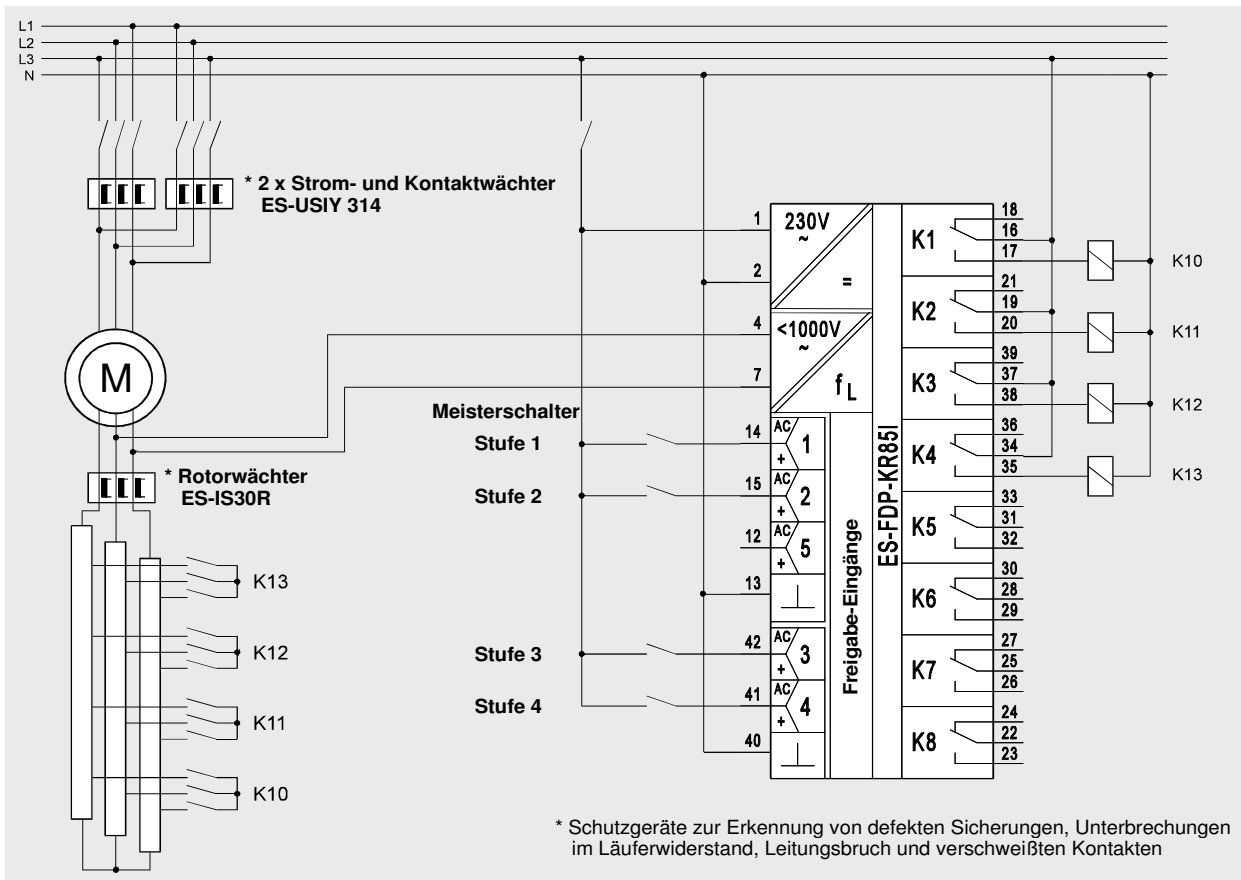 L1
L2
L3
N
* 2 x Strom- und Kontaktwächter
ES-USIY 314
M
* Rotorwächter
ES-IS30R
K13
K12
K11
K10
Meisterschalter
Stufe 1
Stufe 2
Stufe 3
Stufe 4
1
2
4
7
14
15
12
13
42
41
40
230V
~
=
<1000V
~
fL
AC
+
1
AC
+
2
AC
+
5
AC
+
3
AC
+
4
Freigabe-Eingänge
ES-FDP-KR85I
K1
K2
K3
K4
K5
K6
K7
K8
18
16
17
21
19
20
39
37
38
36
34
35
33
31
32
30
28
29
27
25
26
24
22
23
K10
K11
K12
K13
* Schutzgeräte zur Erkennung von defekten Sicherungen, Unterbrechungen
im Läuferwiderstand, Leitungsbruch und verschweißten Kontakten